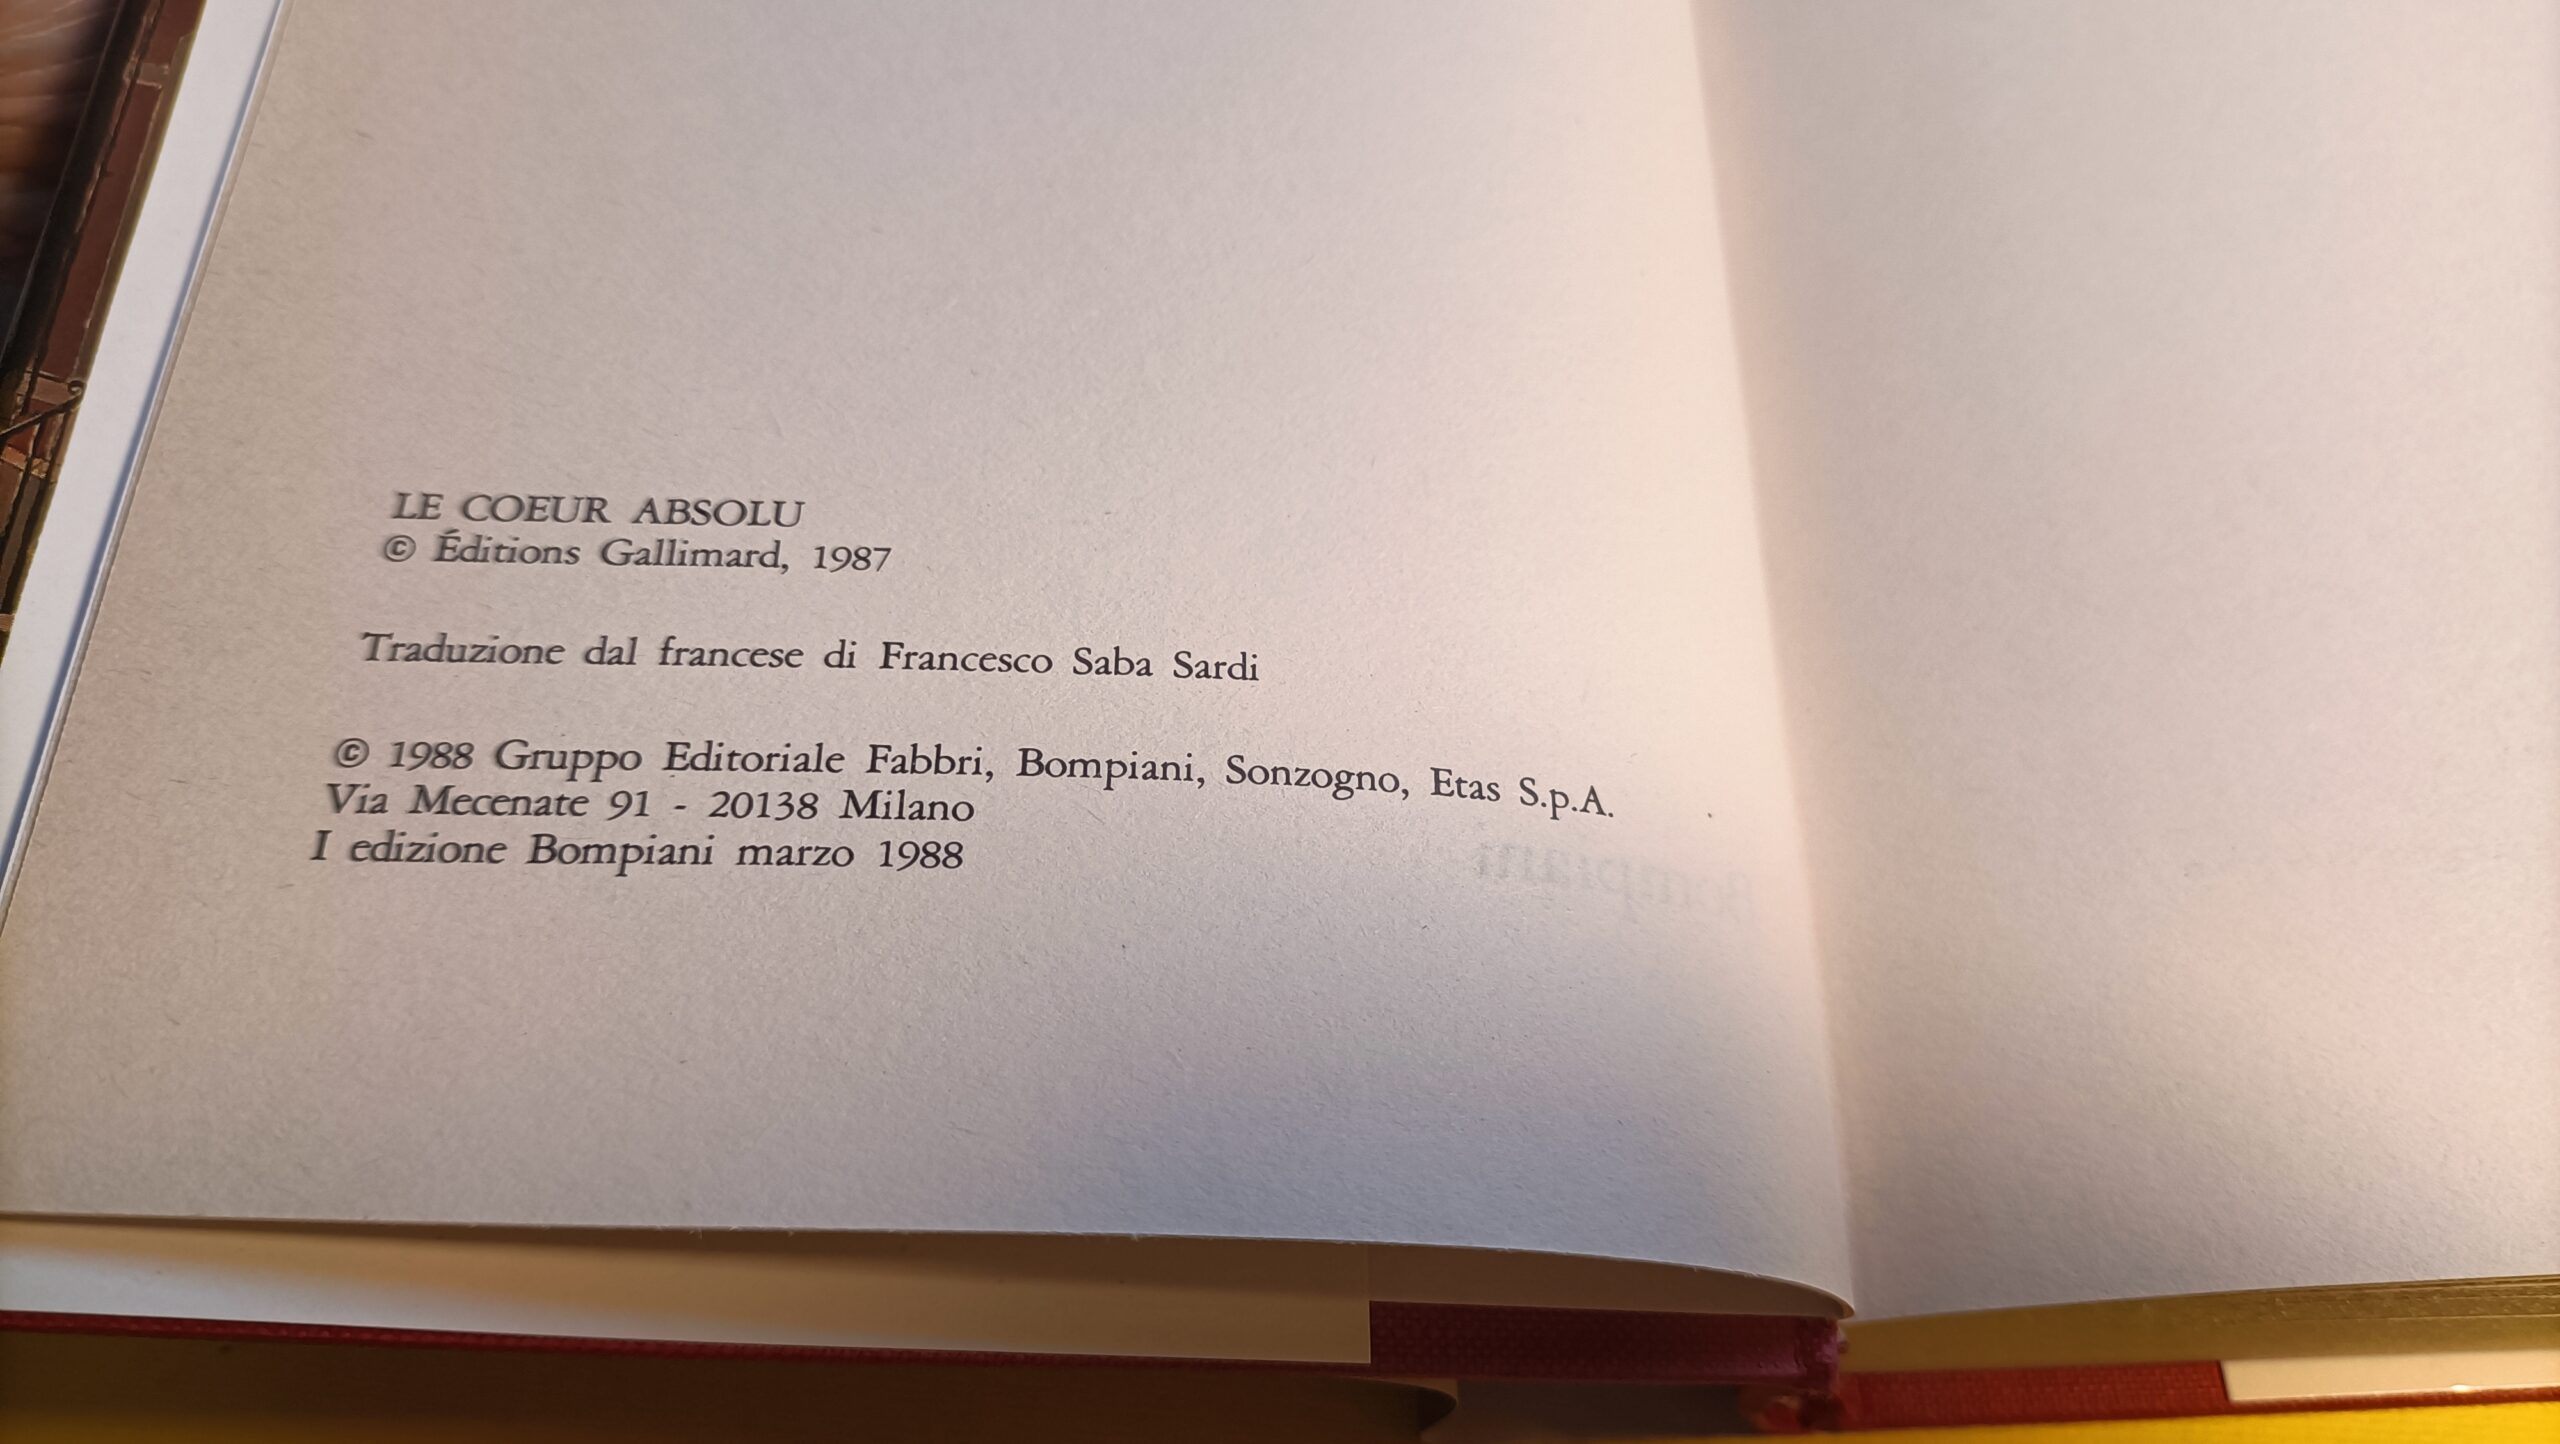 LE COEUR ABSOLU
© Éditions Gallimard, 1987
Traduzione dal francese di Francesco Saba Sardi
© 1988 Gruppo Editoriale Fabbri, Bompiani, Sonzogno, Etas S.p.A.
Via Mecenate 91 - 20138 Milano
I edizione Bompiani marzo 1988
Bompiani